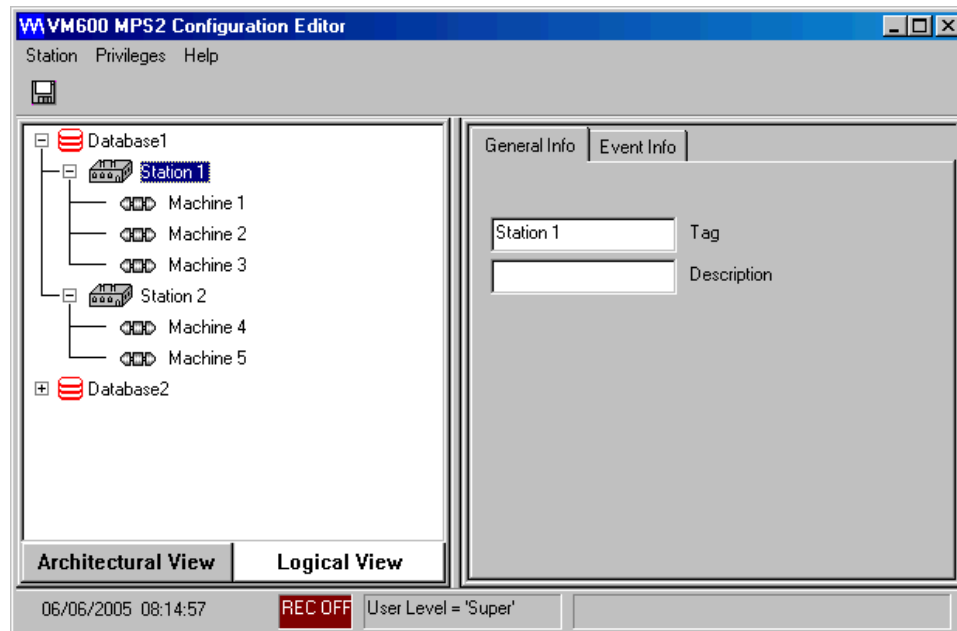 VM600 MPS2 Configuration Editor
Station Privileges Help
Database1
Station 1
Machine 1
Machine 2
Machine 3
Station 2
Machine 4
Machine 5
Database2
Architectural View Logical View
General Info Event Info
Station 1 Tag
Description
06/06/2005 08:14:57 REC OFF User Level = 'Super'